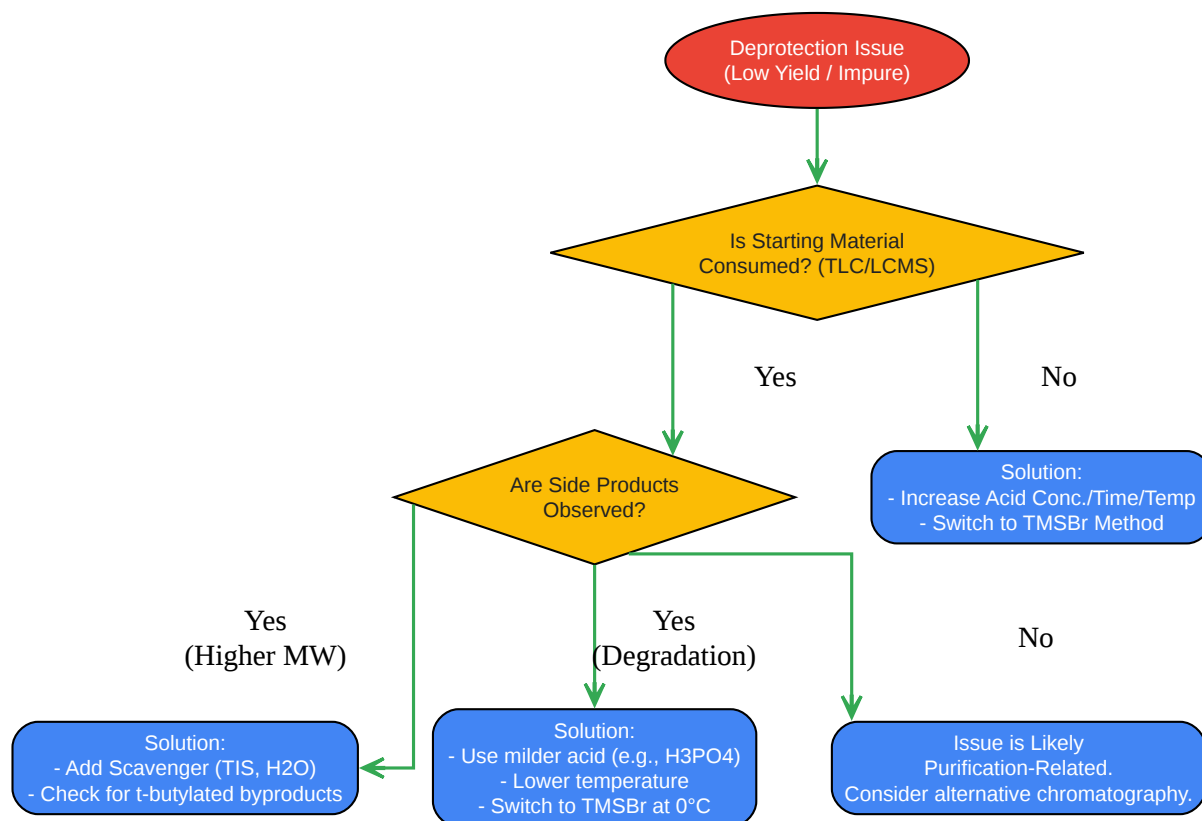 Deprotection Issue
(Low Yield / Impure)
Is Starting Material
Consumed? (TLC/LCMS)
Yes
No
Are Side Products
Observed?
Solution:
- Increase Acid Conc./Time/Temp
- Switch to TMSBr Method
Yes
(Higher MW)
Yes
(Degradation)
No
Solution:
- Add Scavenger (TIS, H2O)
- Check for t-butylated byproducts
Solution:
- Use milder acid (e.g., H3PO4)
- Lower temperature
- Switch to TMSBr at 0°C
Issue is Likely
Purification-Related.
Consider alternative chromatography.